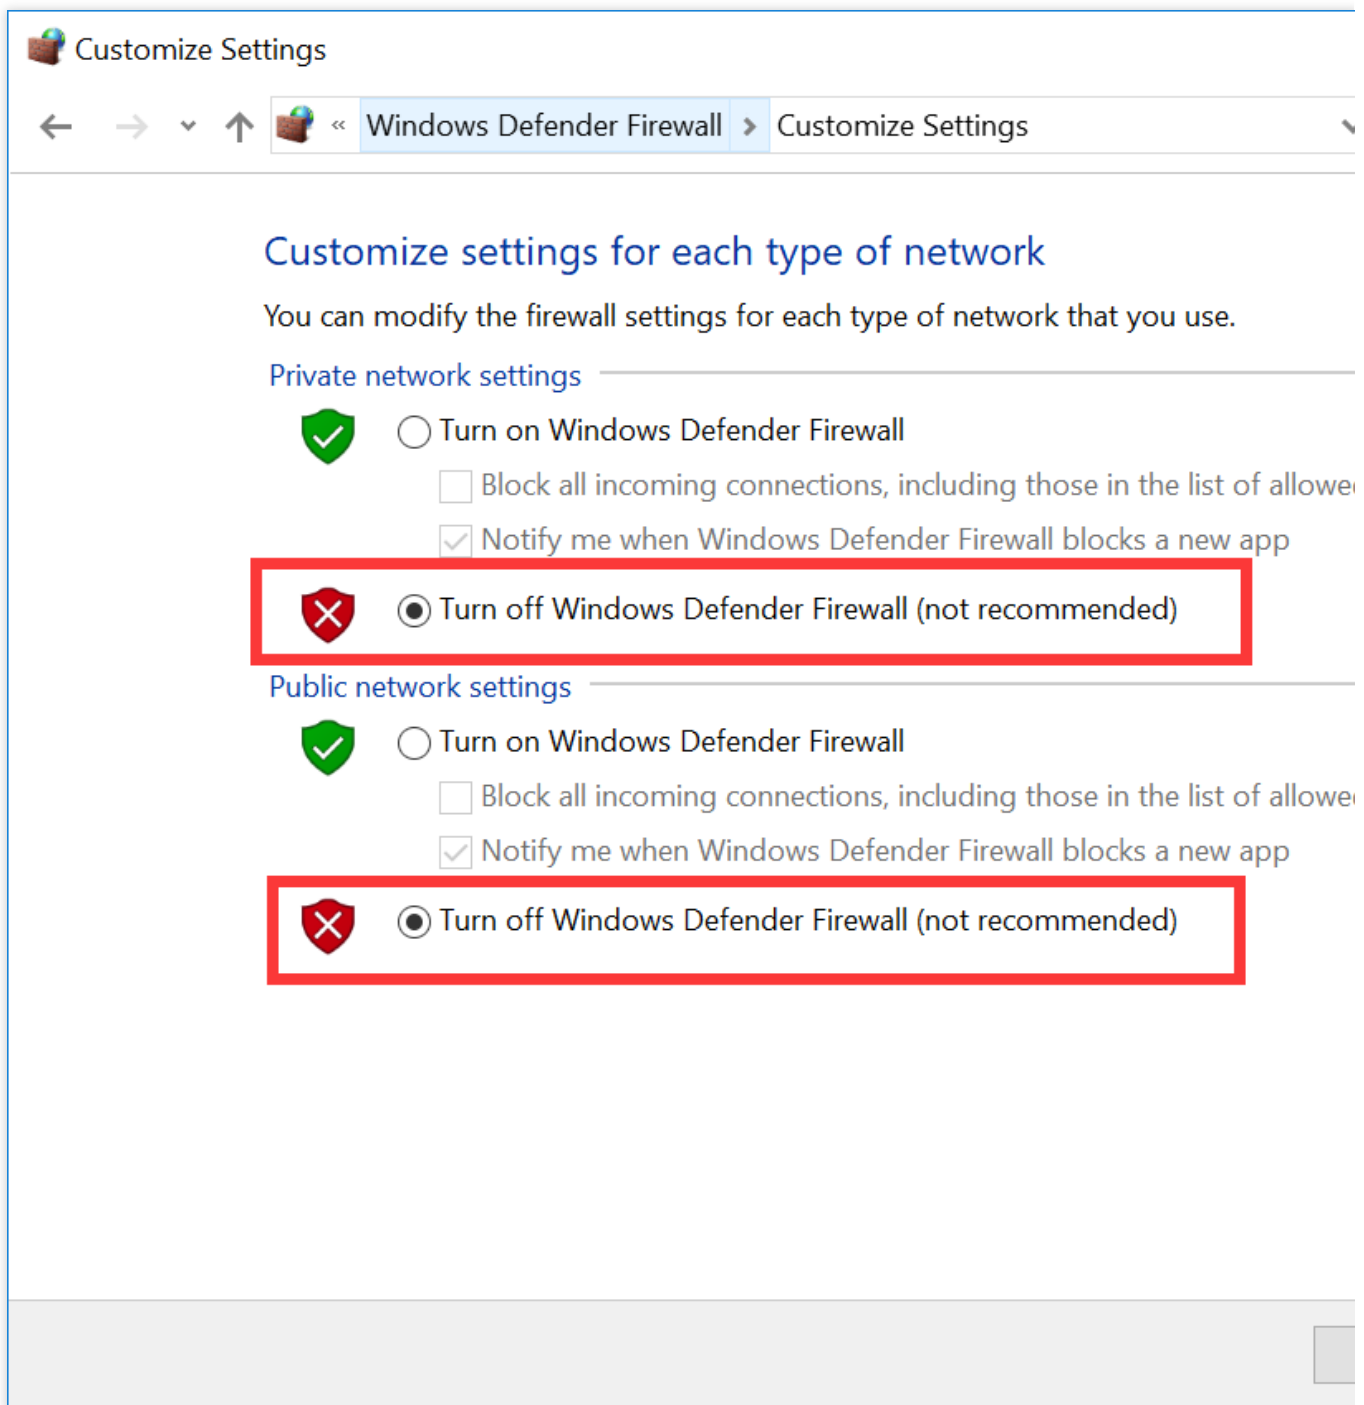 Customize Settings
« Windows Defender Firewall > Customize Settings
Customize settings for each type of network
You can modify the firewall settings for each type of network that you use.
Private network settings
Turn on Windows Defender Firewall
Block all incoming connections, including those in the list of
Notify me when Windows Defender Firewall blocks a new app
Turn off Windows Defender Firewall (not recommended)
Public network settings
Turn on Windows Defender Firewall
Block all incoming connections, including those in the list of
Notify me when Windows Defender Firewall blocks a new app
Turn off Windows Defender Firewall (not recommended)